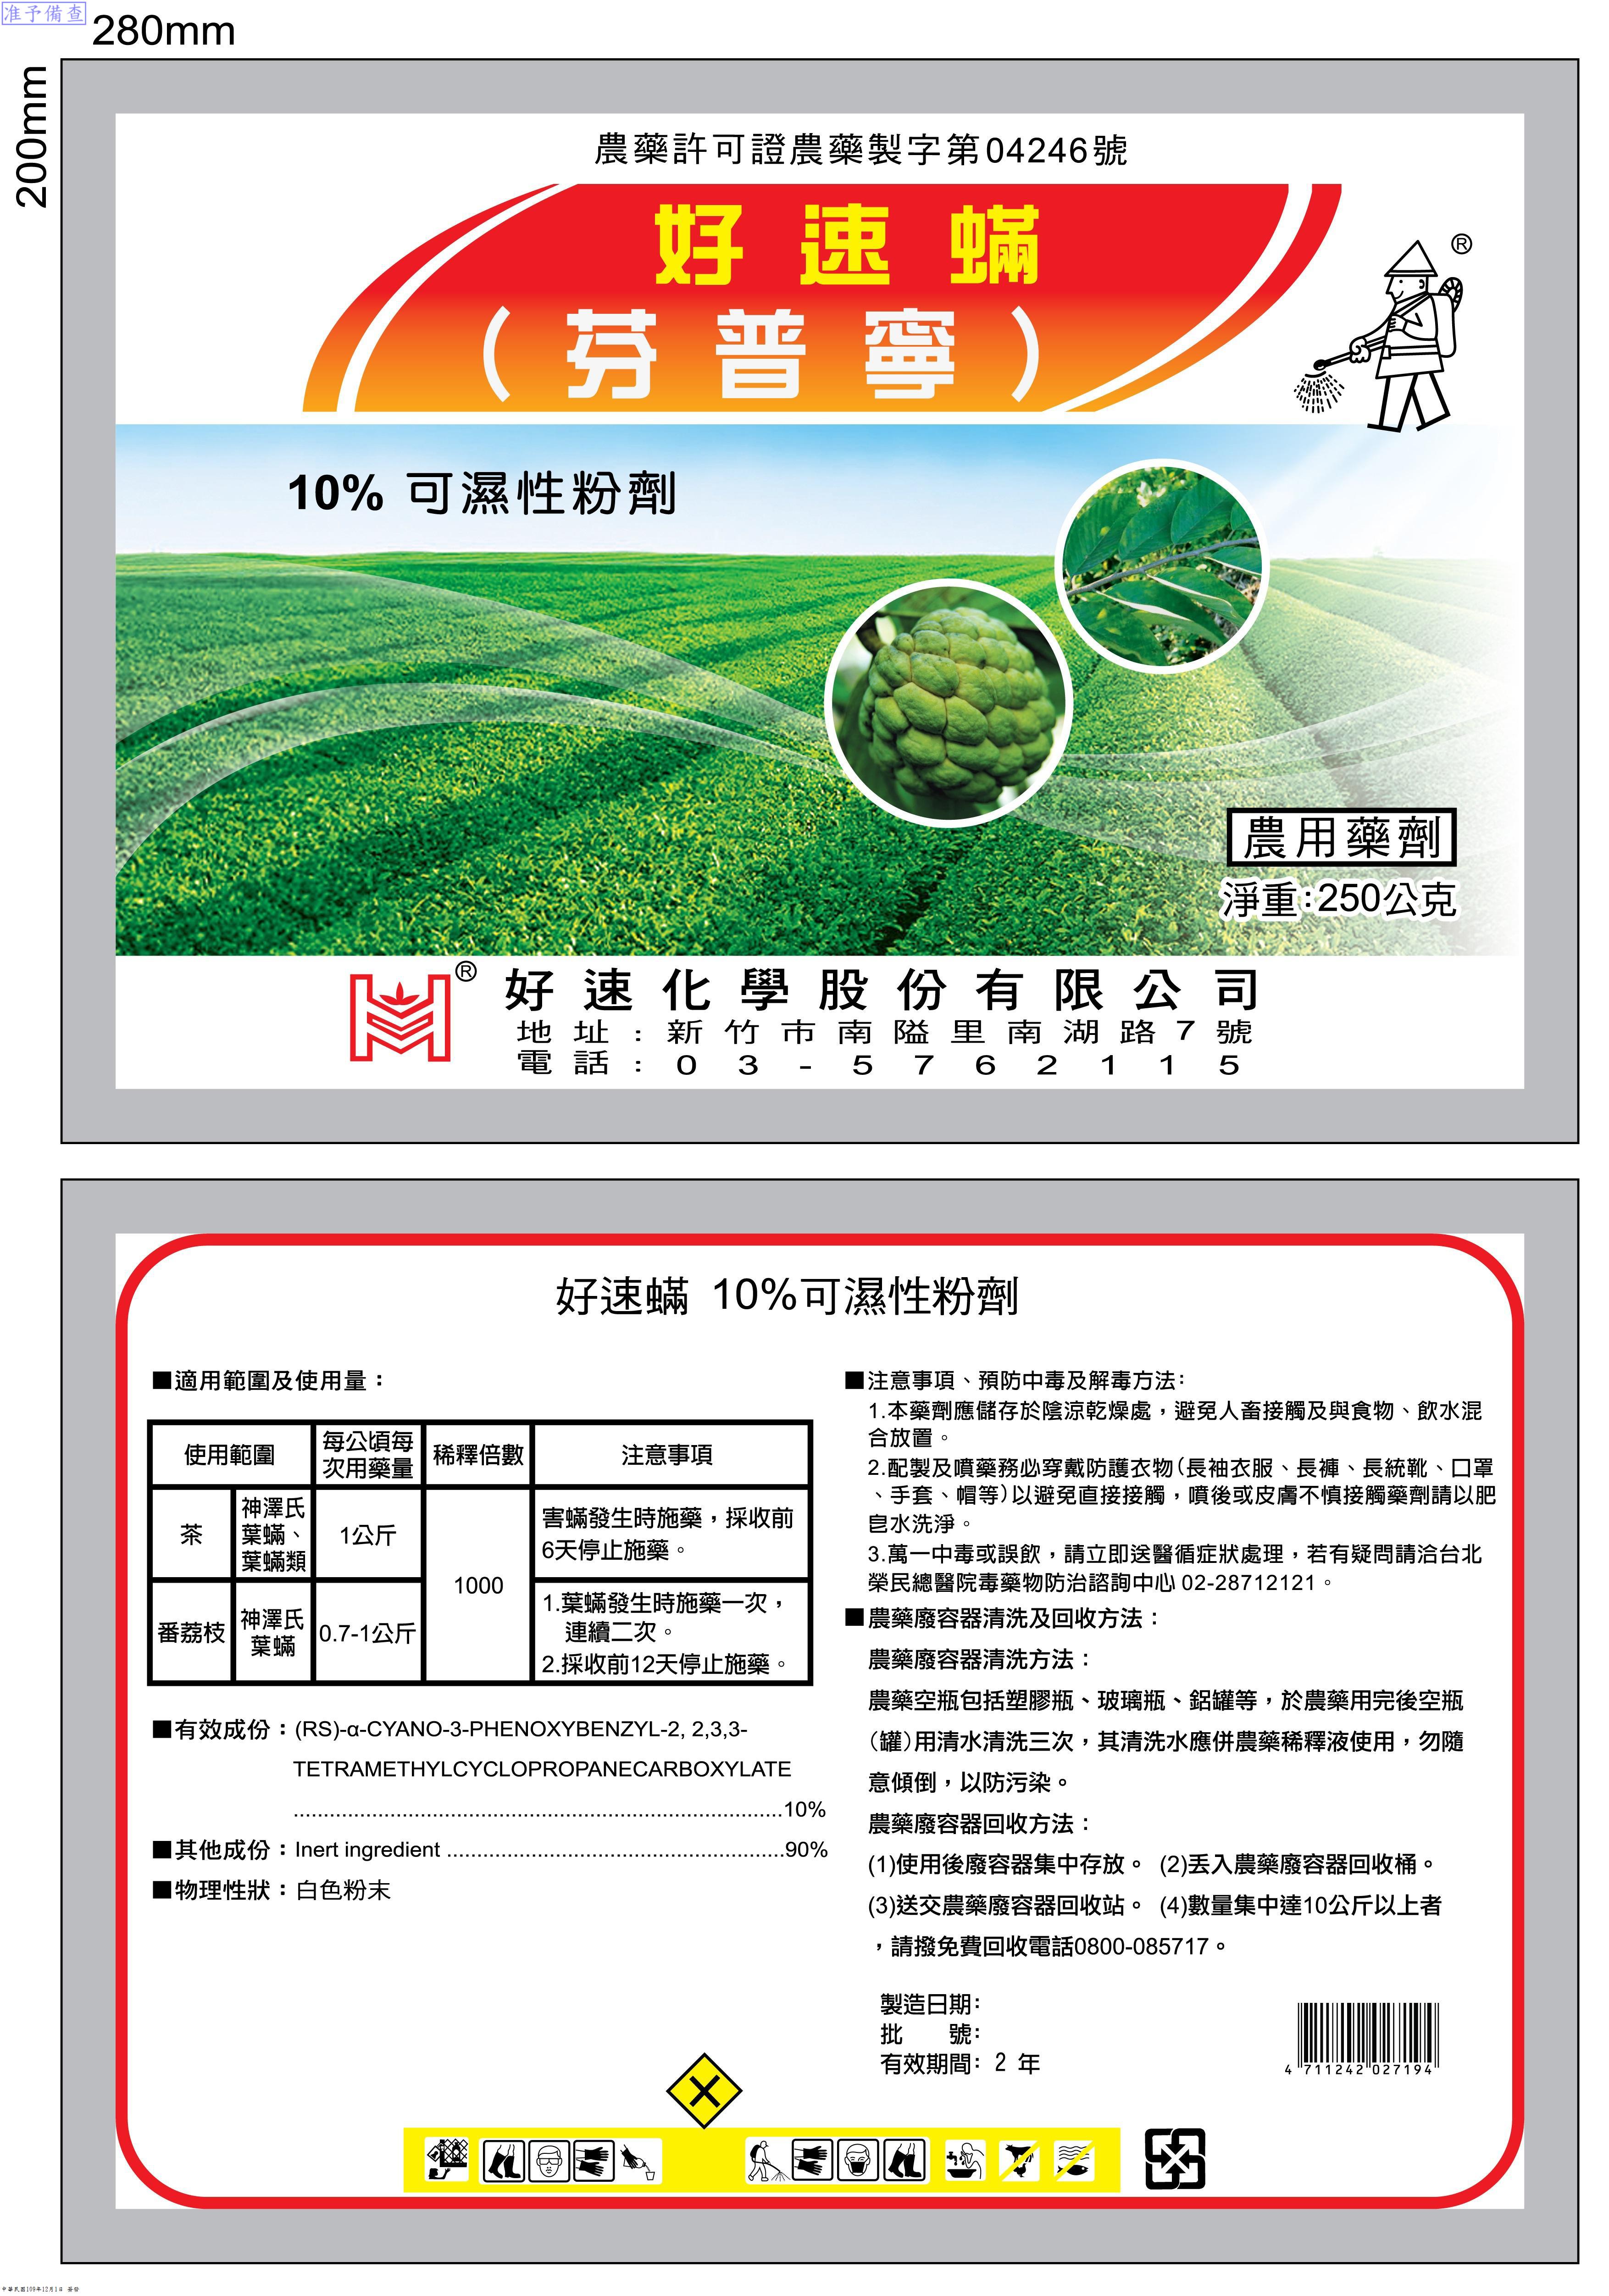 准予備查
280mm
200mm
農藥許可證農藥製字第04246號
好速蟎
®
(芬普寧)
10% 可濕性粉劑
農用藥劑
淨重:250公克
®
好速化學股份有限公司
地址:新竹市南隘里南湖路7號
電話:03-5762115
好速蟎 10%可濕性粉劑
■適用範圍及使用量：
使用範圍
每公頃每
次用藥量
稀釋倍數
注意事項
茶
神澤氏
葉蟎、
葉蟎類
1公斤
1000
害蟎發生時施藥，採收前
6天停止施藥。
番荔枝
神澤氏
葉蟎
0.7-1公斤
1.葉蟎發生時施藥一次，
連續二次。
2.採收前12天停止施藥。
■有效成份：(RS)-α-CYANO-3-PHENOXYBENZYL-2, 2,3,3-
TETRAMETHYLCYCLOPROPANECARBOXYLATE
................................................................................10%
■其他成份：Inert ingredient ........................................................90%
■物理性狀：白色粉末
■注意事項、預防中毒及解毒方法:
1.本藥劑應儲存於陰涼乾燥處，避免人畜接觸及與食物、飲水混
合放置。
2.配製及噴藥務必穿戴防護衣物(長袖衣服、長褲、長統靴、口罩
、手套、帽等)以避免直接接觸，噴後或皮膚不慎接觸藥劑請以肥
皂水洗淨。
3.萬一中毒或誤飲，請立即送醫循症狀處理，若有疑問請洽台北
榮民總醫院毒藥物防治諮詢中心 02-28712121。
■農藥廢容器清洗及回收方法：
農藥廢容器清洗方法：
農藥空瓶包括塑膠瓶、玻璃瓶、鋁罐等，於農藥用完後空瓶
(罐)用清水清洗三次，其清洗水應併農藥稀釋液使用，勿隨
意傾倒，以防污染。
農藥廢容器回收方法：
(1)使用後廢容器集中存放。 (2)丟入農藥廢容器回收桶。
(3)送交農藥廢容器回收站。 (4)數量集中達10公斤以上者
，請撥免費回收電話0800-085717。
製造日期:
批　　號:
有效期間: 2 年
4 711242 027194
中華民國109年12月1日 簽發